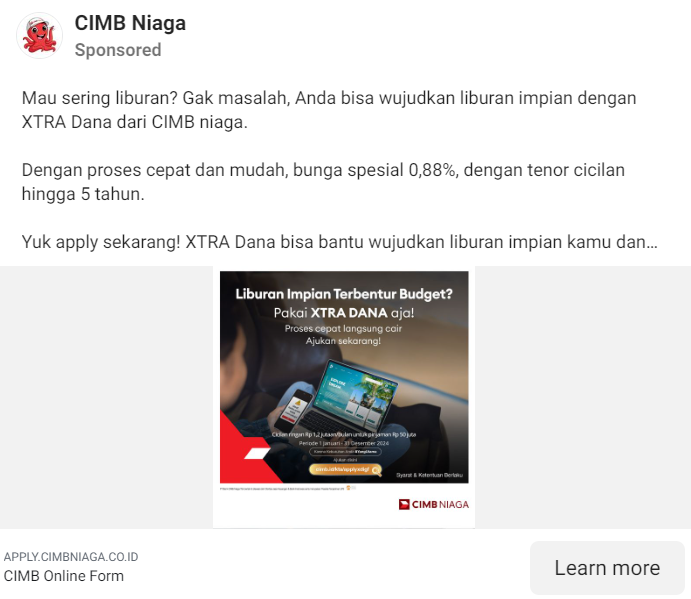 CIMB Niaga
Sponsored
Mau sering liburan? Gak masalah, Anda bisa wujudkan liburan impian dengan
XTRA Dana dari CIMB niaga.
Dengan proses cepat dan mudah, bunga spesial 0,88%, dengan tenor cicilan
hingga 5 tahun.
Yuk apply sekarang! XTRA Dana bisa bantu wujudkan liburan impian kamu dan...
Liburan Impian Terbentur Budget?
Pakai XTRA DANA aja!
Proses cepat langsung cair
Ajukan sekarang!
Cicilan ringan Rp 1,2 jutaan/Bulan untuk pinjaman Rp 50 juta
Periode 1 Januari - 31 Desember 2024
Syarat & Ketentuan Berlaku
CIMB NIAGA
APPLY.CIMBNIAGA.CO.ID
CIMB Online Form
Learn more